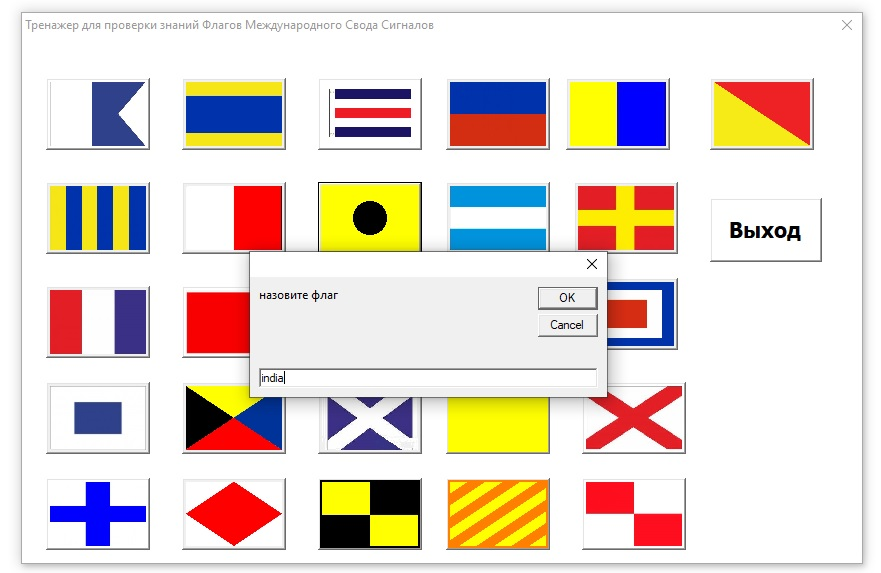 Тренажер для проверки знаний Флагов Международного Свода Сигналов
Выход
назовите флаг
OK
Cancel
india